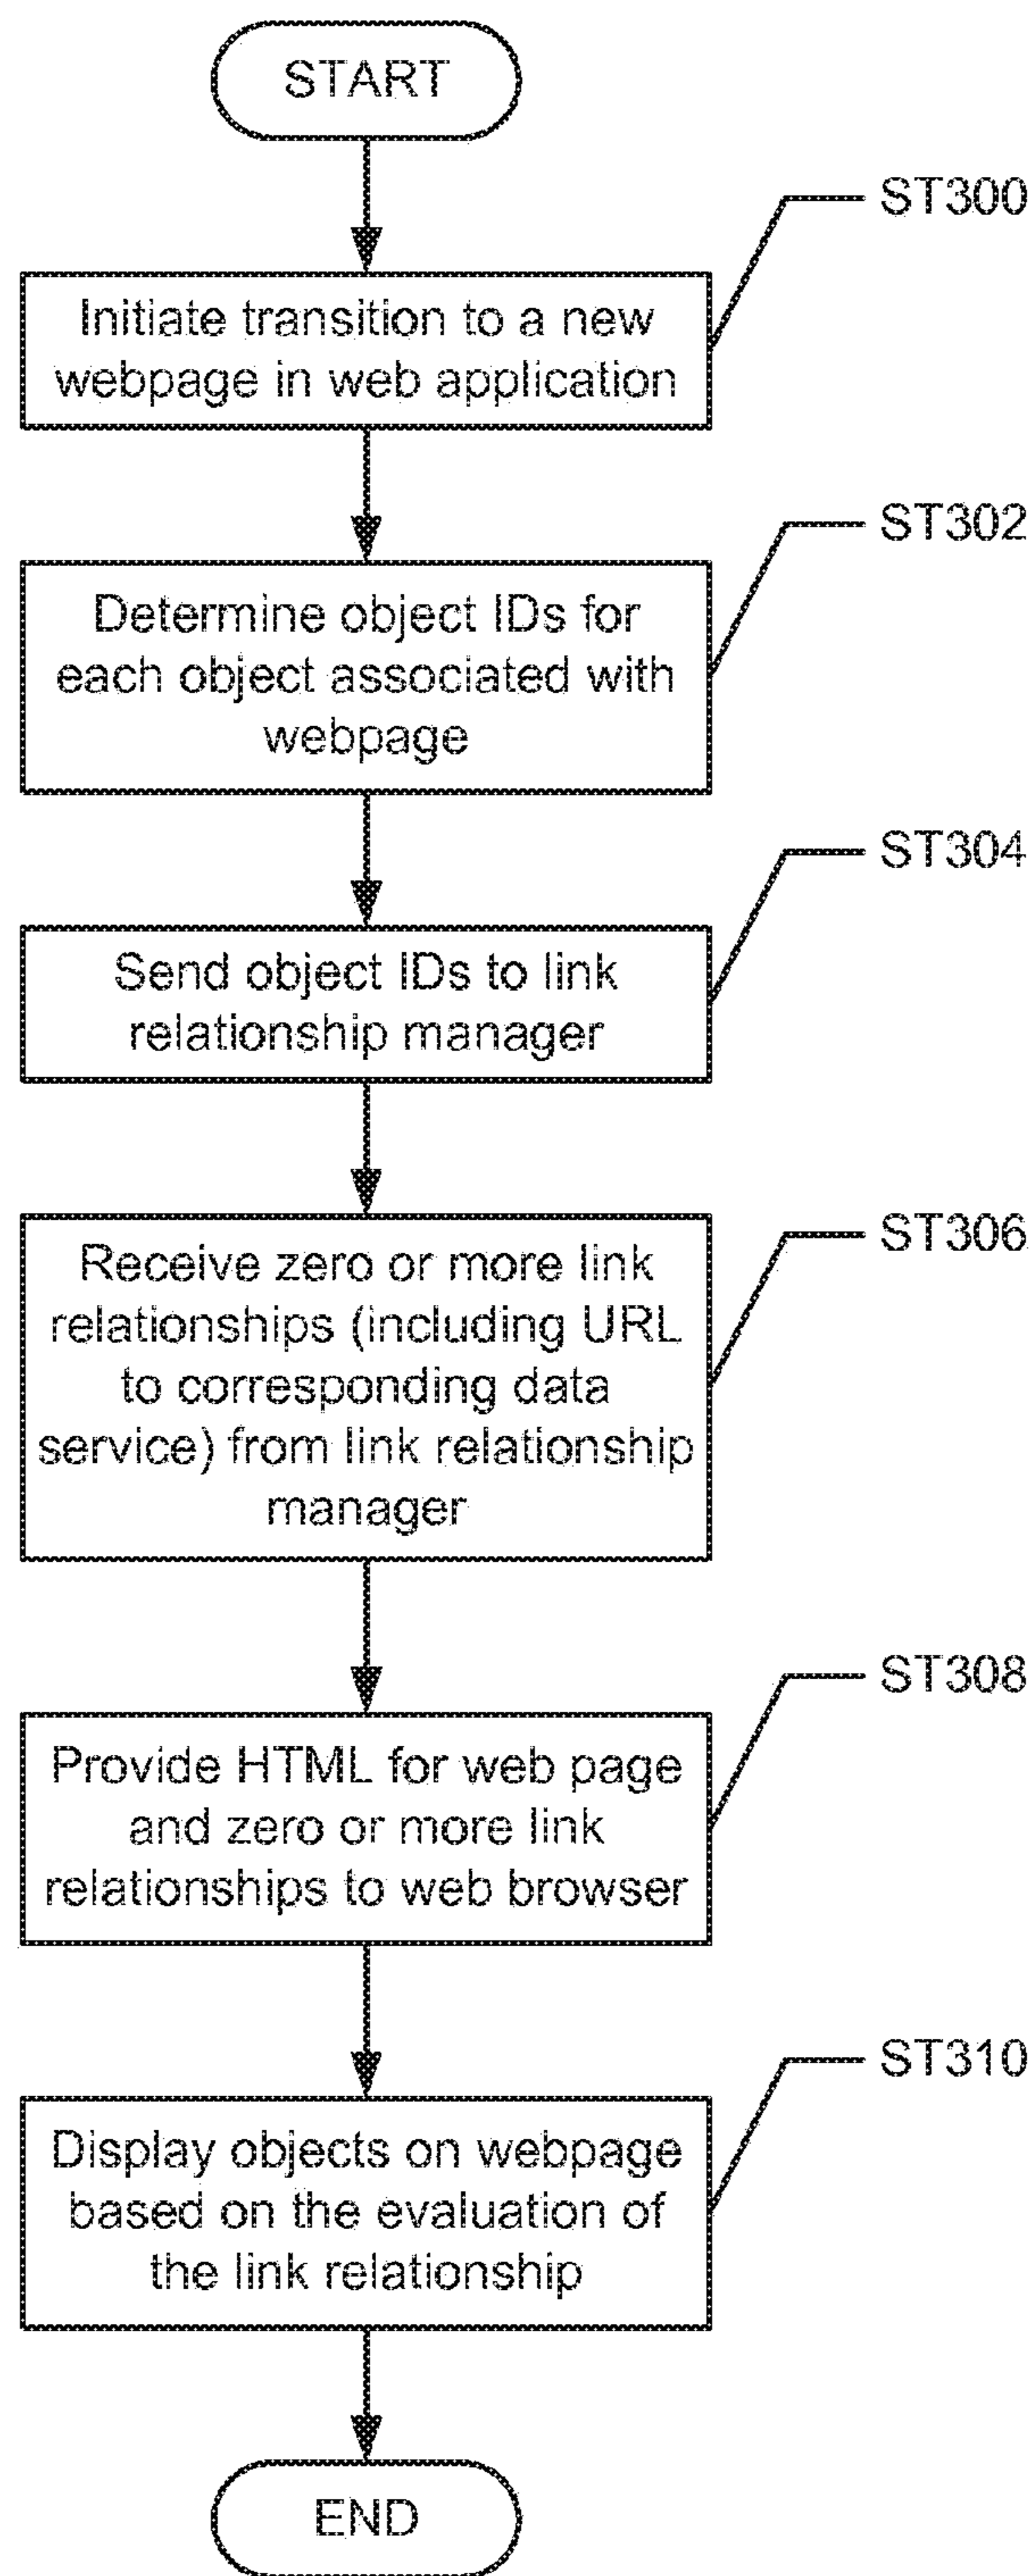 START
ST300
Initiate transition to a new
webpage in web application
ST302
Determine object IDs for
each object associated with
webpage
ST304
Send object IDs to link
relationship manager
ST306
Receive zero or more link
relationships (including URL
to corresponding data
service) from link relationship
manager
ST308
Provide HTML for web page
and zero or more link
relationships to web browser
ST310
Display objects on webpage
based on the evaluation of
the link relationship
END